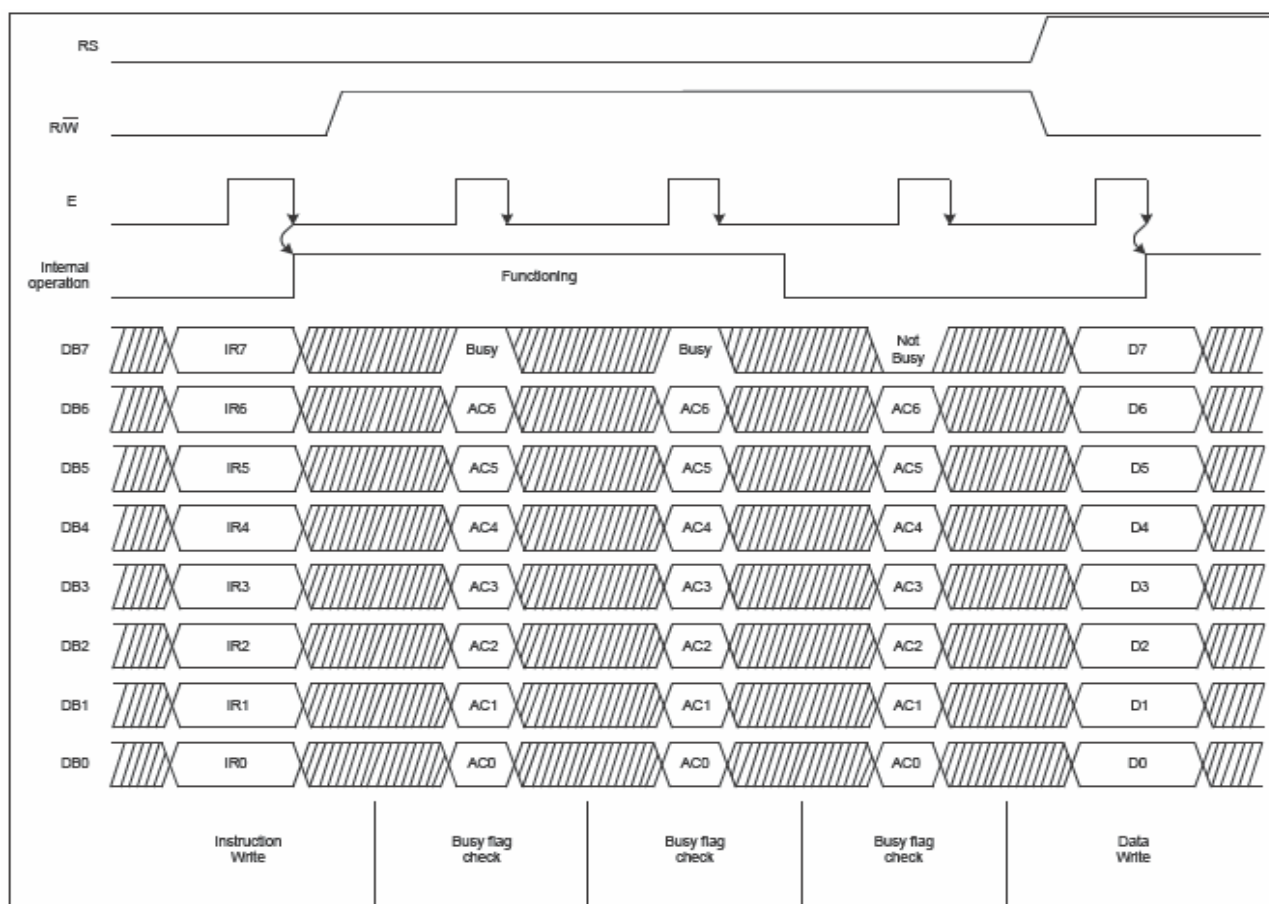 RS
R/W̅
E
Internal
operation
Functioning
DB7 IR7 Busy Busy Not Busy D7
DB6 IR6 AC6 AC6 AC6 D6
DB5 IR5 AC5 AC5 AC5 D5
DB4 IR4 AC4 AC4 AC4 D4
DB3 IR3 AC3 AC3 AC3 D3
DB2 IR2 AC2 AC2 AC2 D2
DB1 IR1 AC1 AC1 AC1 D1
DB0 IR0 AC0 AC0 AC0 D0
Instruction
Write
Busy flag
check
Busy flag
check
Busy flag
check
Data
Write